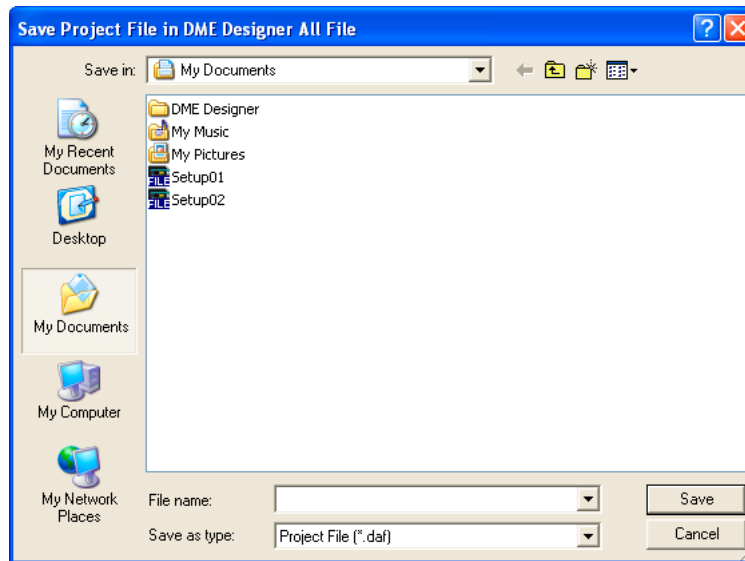 Save Project File in DME Designer All File
Save in:
My Documents
My Recent
Documents
Desktop
My Documents
My Computer
My Network
Places
DME Designer
My Music
My Pictures
FILE Setup01
FILE Setup02
File name:
Save
Save as type:
Project File (*.daf)
Cancel